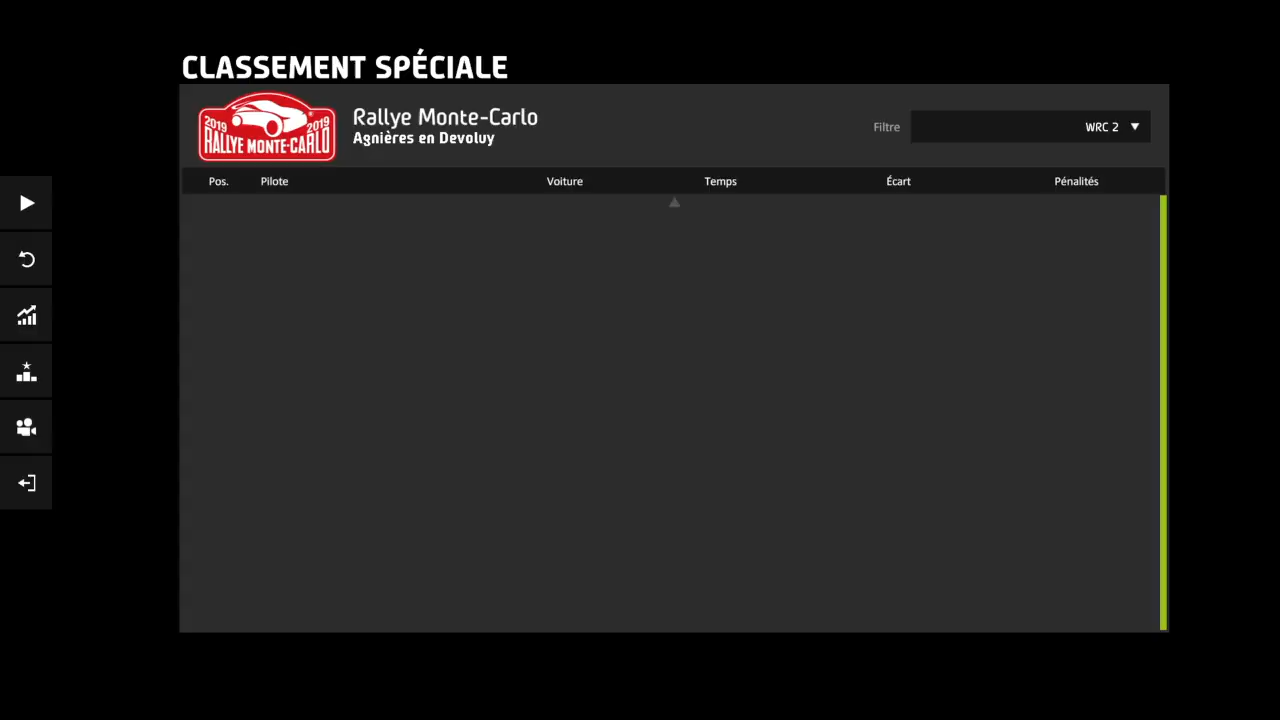 CLASSEMENT SPÉCIALE
2019 2019
RALLYE MONTE-CARLO
Rallye Monte-Carlo
Agnières en Devoluy
Filtre
WRC 2
Pos. Pilote Voiture Temps Écart Pénalités